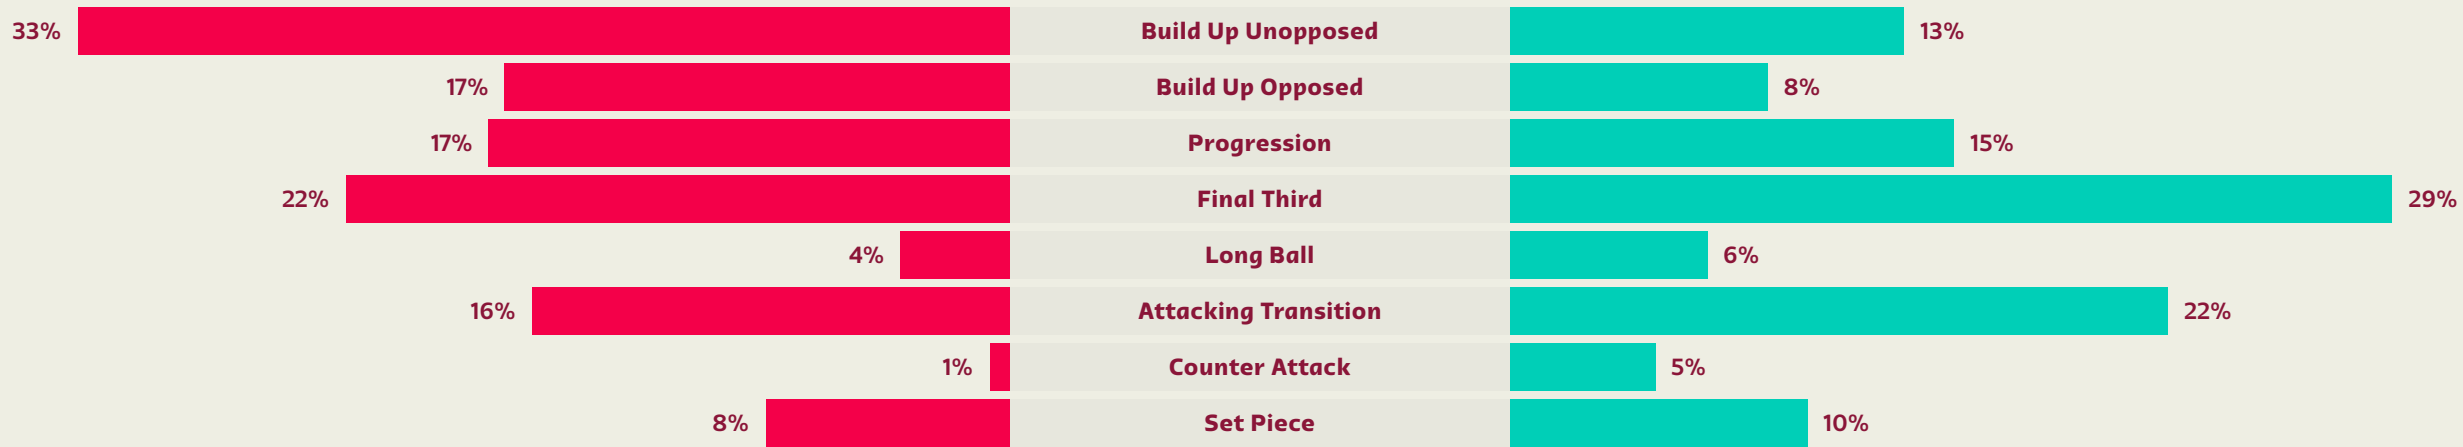 33% Build Up Unopposed 13%
17% Build Up Opposed 8%
17% Progression 15%
22% Final Third 29%
4% Long Ball 6%
16% Attacking Transition 22%
1% Counter Attack 5%
8% Set Piece 10%